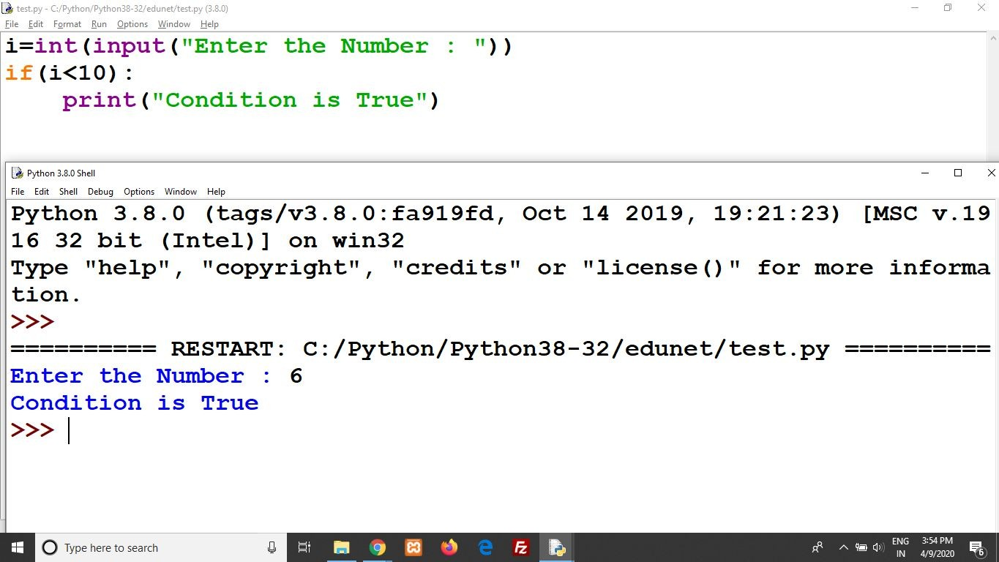 test.py - C:/Python/Python38-32/edunet/test.py (3.8.0)
File Edit Format Run Options Window Help
i=int(input("Enter the Number : "))
if(i<10):
print("Condition is True")
Python 3.8.0 Shell
File Edit Shell Debug Options Window Help
Python 3.8.0 (tags/v3.8.0:fa919fd, Oct 14 2019, 19:21:23) [MSC v.19
16 32 bit (Intel)] on win32
Type "help", "copyright", "credits" or "license()" for more informa
tion.
>>>
========== RESTART: C:/Python/Python38-32/edunet/test.py ==========
Enter the Number : 6
Condition is True
>>>
Type here to search
ENG
IN
3:54 PM
4/9/2020
6